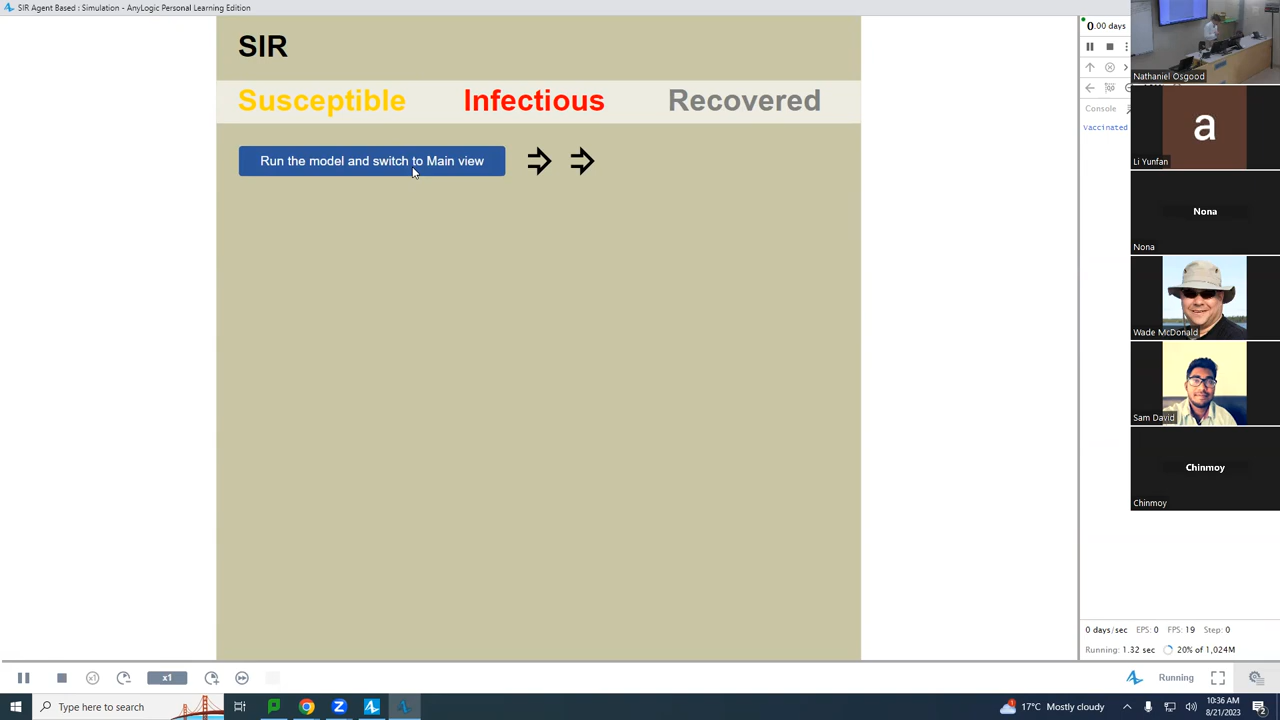 SIR Agent Based : Simulation - AnyLogic Personal Learning Edition
SIR
Susceptible Infectious Recovered
Run the model and switch to Main view
0.00 days
Console
Vaccinated
Nathaniel Osgood
a
Li Yunfan
Nona
Nona
Wade McDonald
Sam David
Chinmoy
Chinmoy
0 days/sec EPS: 0 FPS: 19 Step: 0
Running: 1.32 sec 20% of 1,024M
x1
Running
Type here to search
17°C Mostly cloudy
10:36 AM
8/21/2023
2